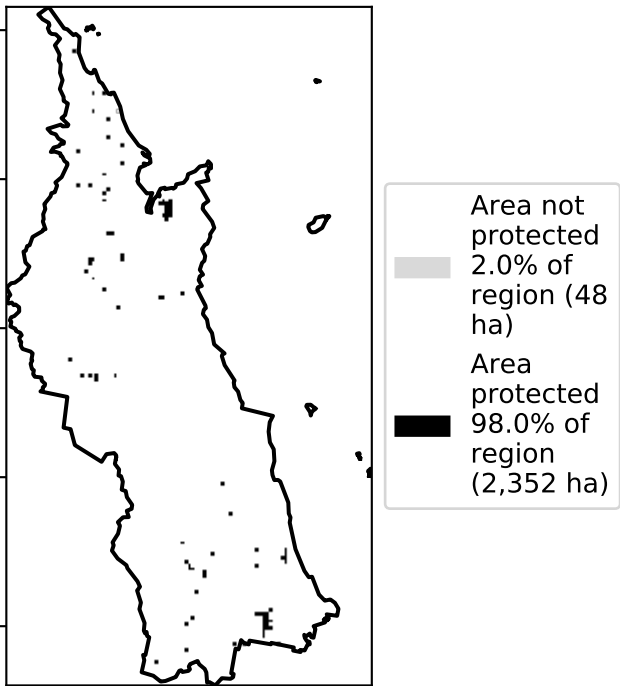 Area not
protected
2.0% of
region (48
ha)
Area
protected
98.0% of
region
(2,352 ha)